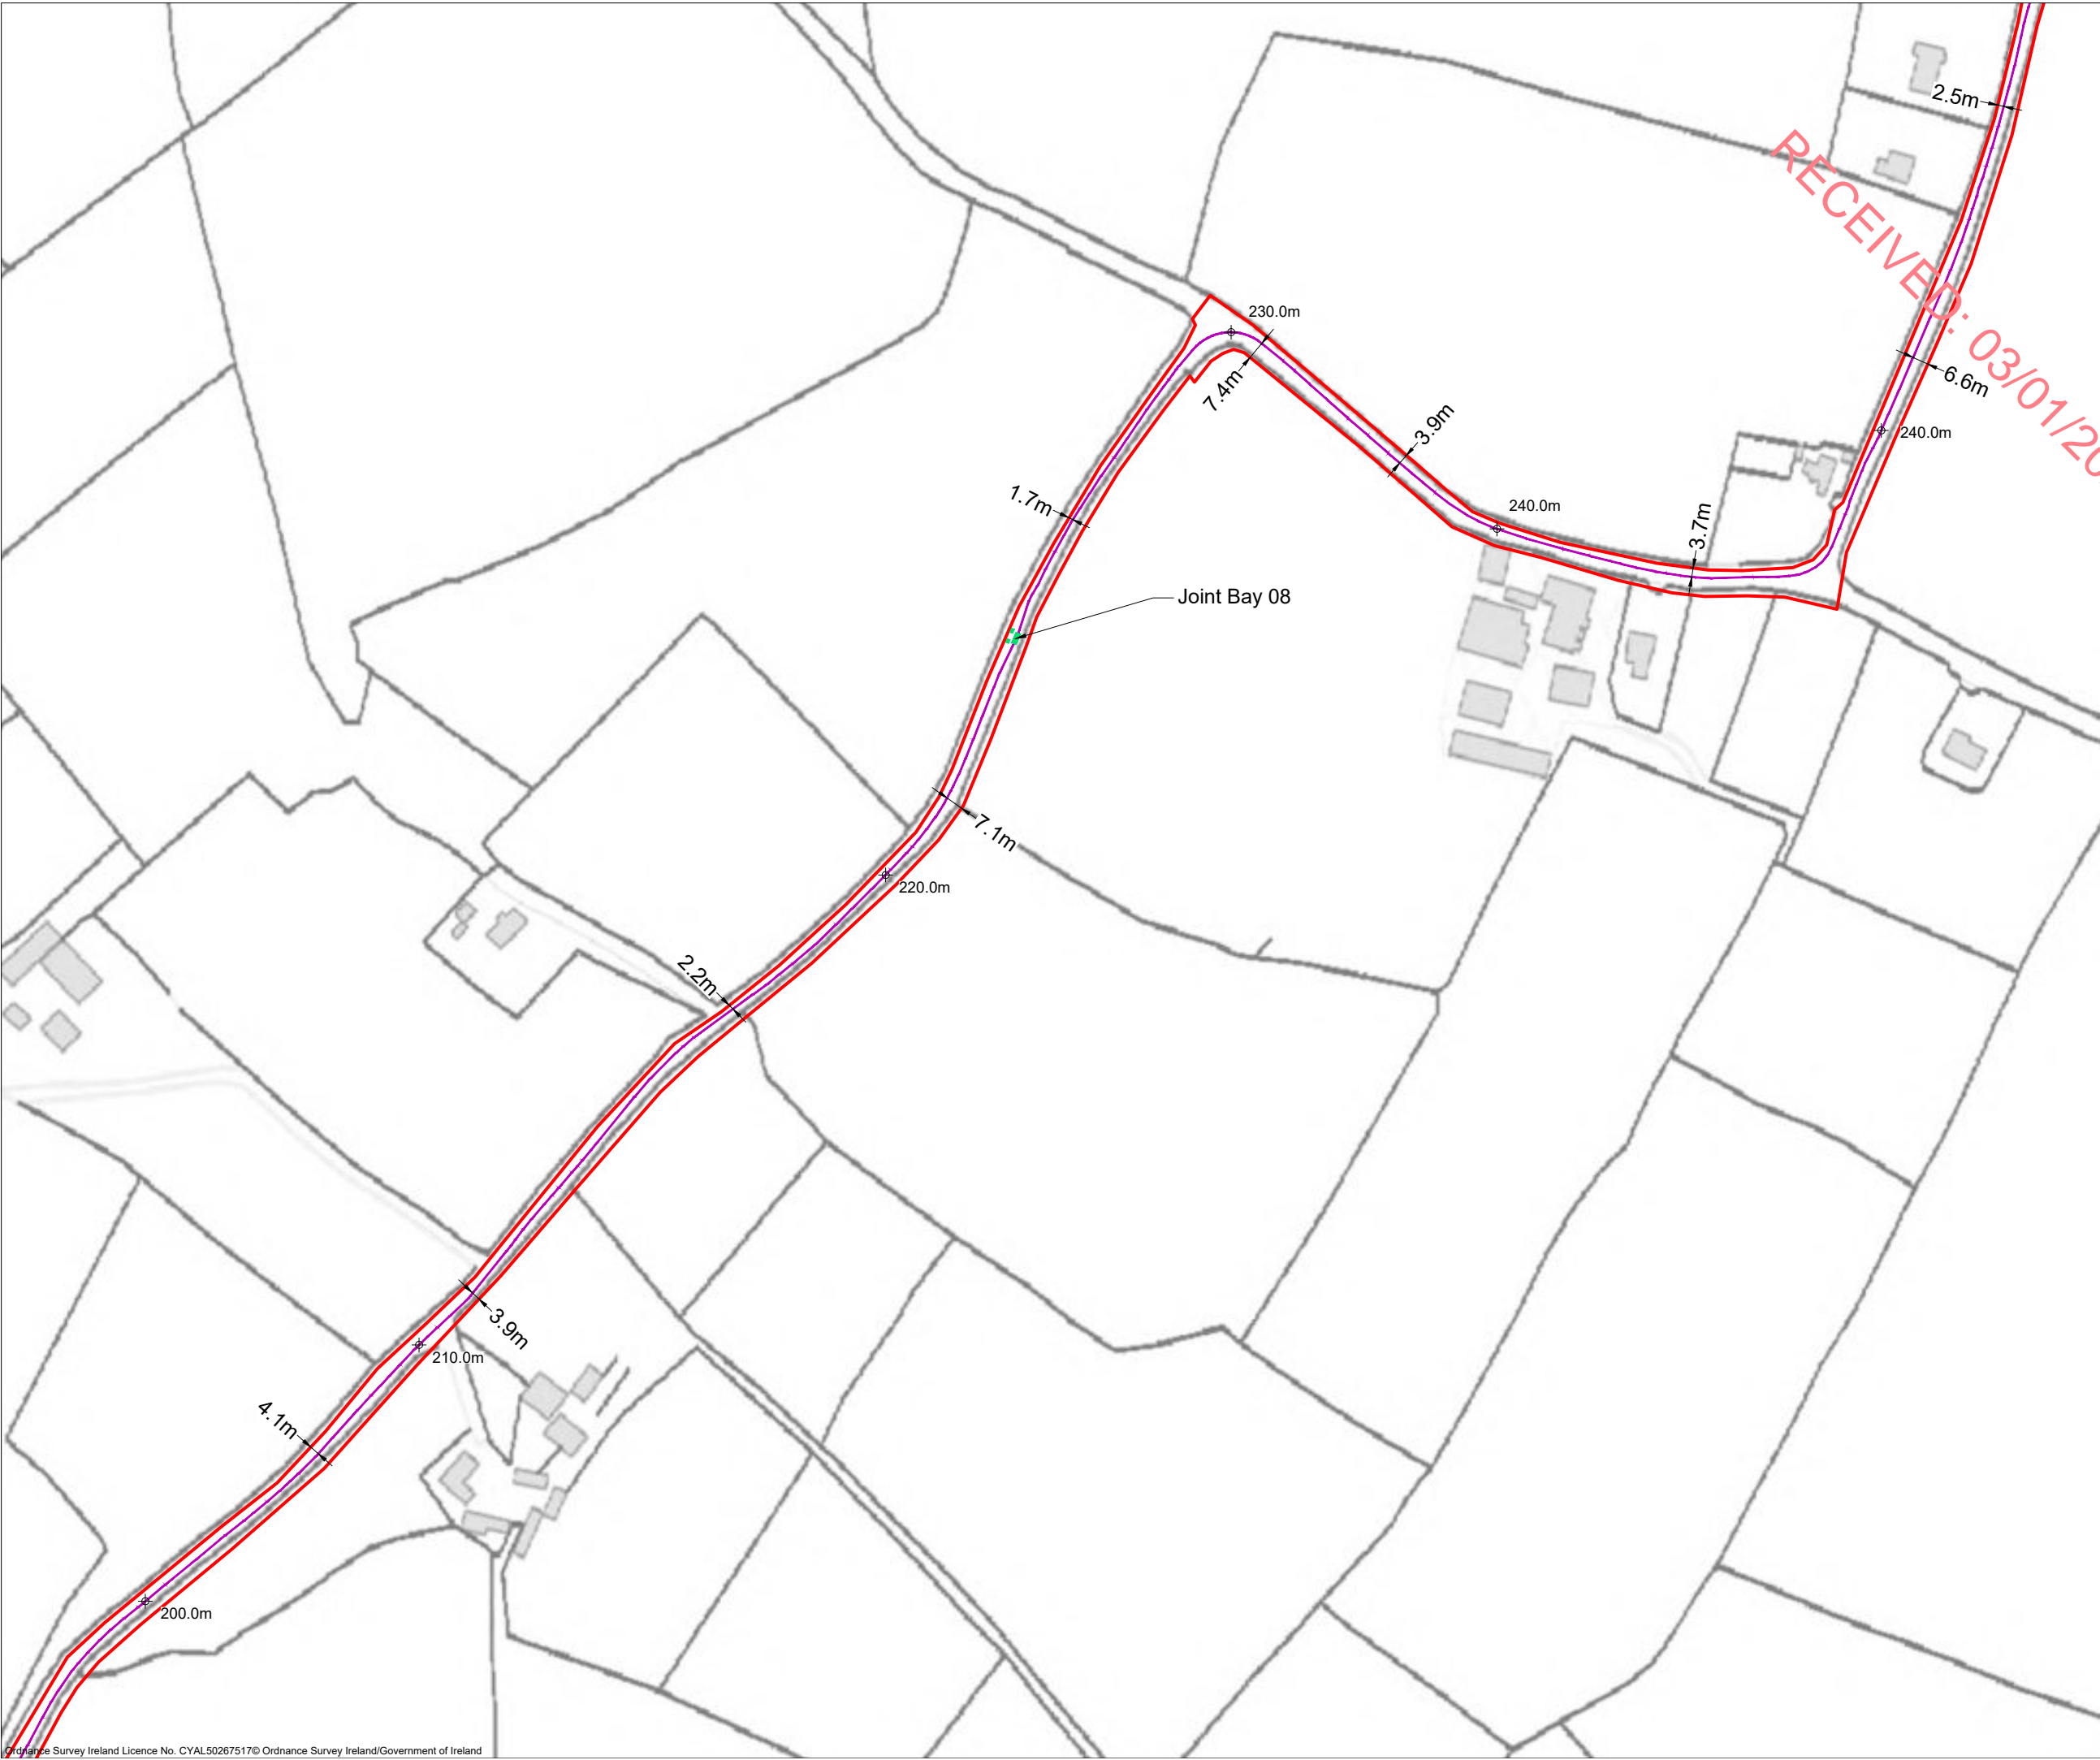 2.5m
RECEIVED: 03/01/20
230.0m
7.4m
6.6m
3.9m
240.0m
1.7m
240.0m
3.7m
Joint Bay 08
7.1m
220.0m
2.2m
3.9m
210.0m
4.1m
200.0m
Ordnance Survey Ireland Licence No. CYAL50267517© Ordnance Survey Ireland/Government of Ireland